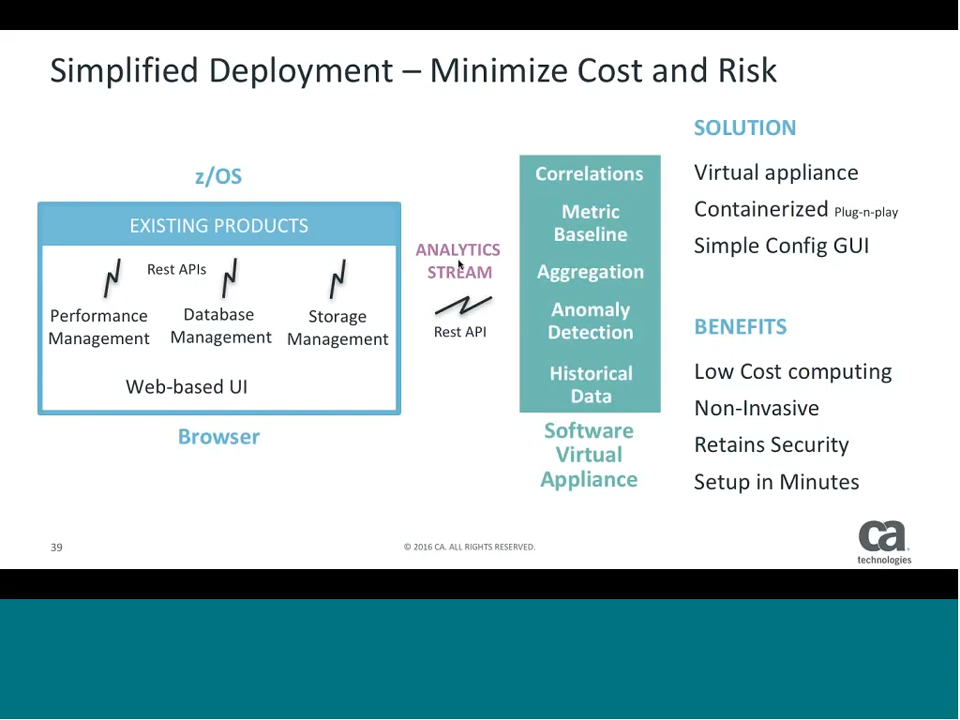 Simplified Deployment – Minimize Cost and Risk
z/OS
EXISTING PRODUCTS
Rest APIs
Performance
Management
Database
Management
Storage
Management
Web-based UI
Browser
ANALYTICS
STREAM
Rest API
Correlations
Metric
Baseline
Aggregation
Anomaly
Detection
Historical
Data
Software
Virtual
Appliance
SOLUTION
Virtual appliance
Containerized Plug-n-play
Simple Config GUI
BENEFITS
Low Cost computing
Non-Invasive
Retains Security
Setup in Minutes
39
© 2016 CA. ALL RIGHTS RESERVED.
ca
technologies